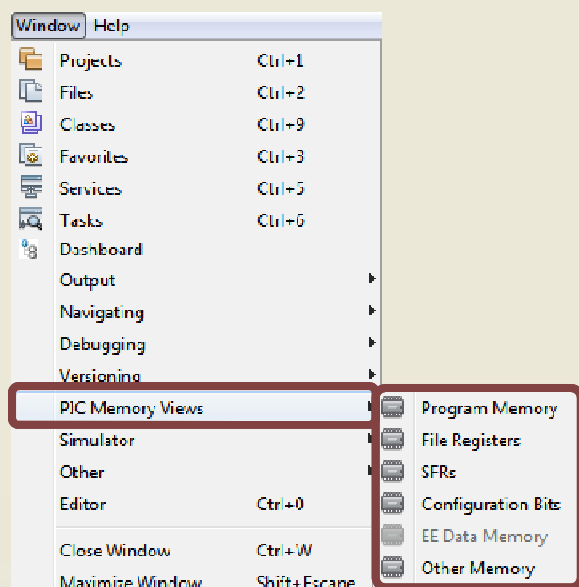 Window Help
Projects Ctrl+1
Files Ctrl+2
Classes Ctrl+9
Favorites Ctrl+3
Services Ctrl+5
Tasks Ctrl+6
Dashboard
Output
Navigating
Debugging
Versioning
PIC Memory Views
Simulator
Other
Editor Ctrl+0
Close Window Ctrl+W
Maximize Window Shift+Escape
Program Memory
File Registers
SFRs
Configuration Bits
EE Data Memory
Other Memory